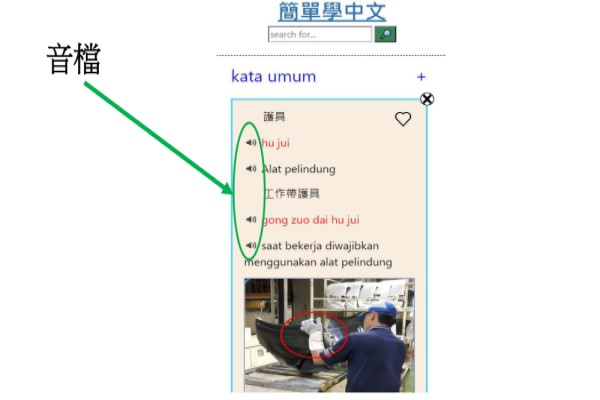 簡單學中文
search for...
音檔
kata umum +
護具
hu jui
Alat pelindung
工作帶護具
gong zuo dai hu jui
saat bekerja diwajibkan
menggunakan alat pelindung